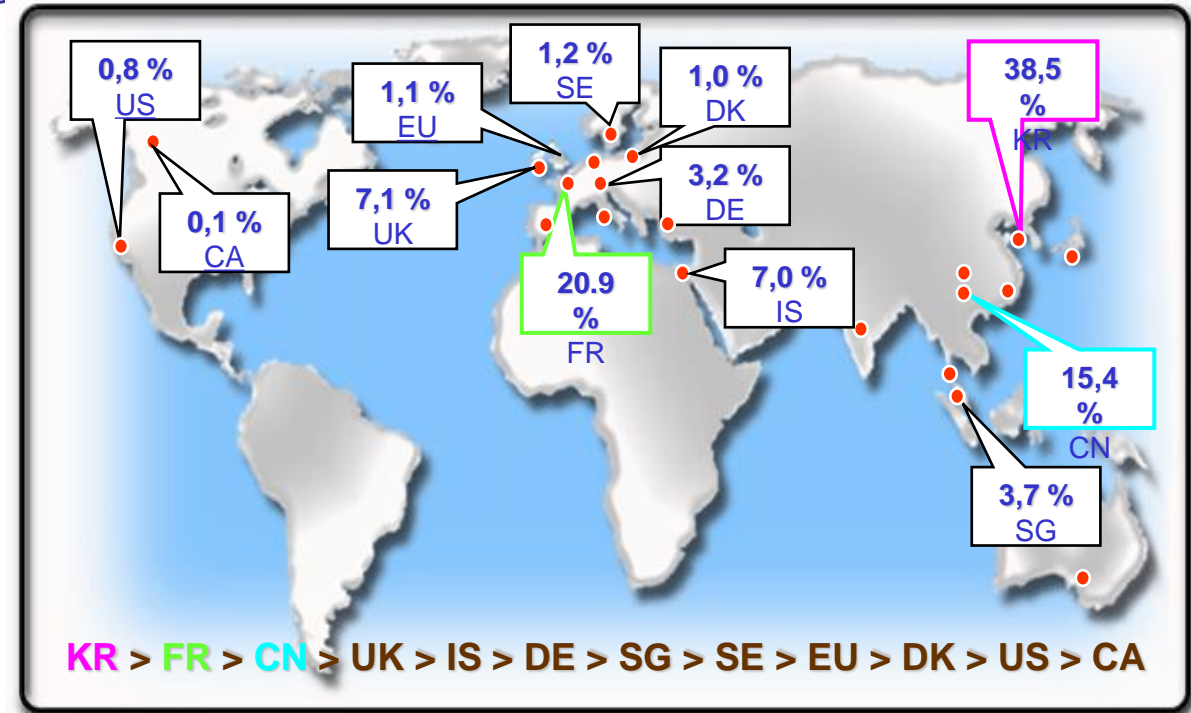 0,8 %
US
0,1 %
CA
1,1 %
EU
7,1 %
UK
1,2 %
SE
1,0 %
DK
3,2 %
DE
20.9
%
FR
7,0 %
IS
38,5
%
KR
15,4
%
CN
3,7 %
SG
KR > FR > CN > UK > IS > DE > SG > SE > EU > DK > US > CA